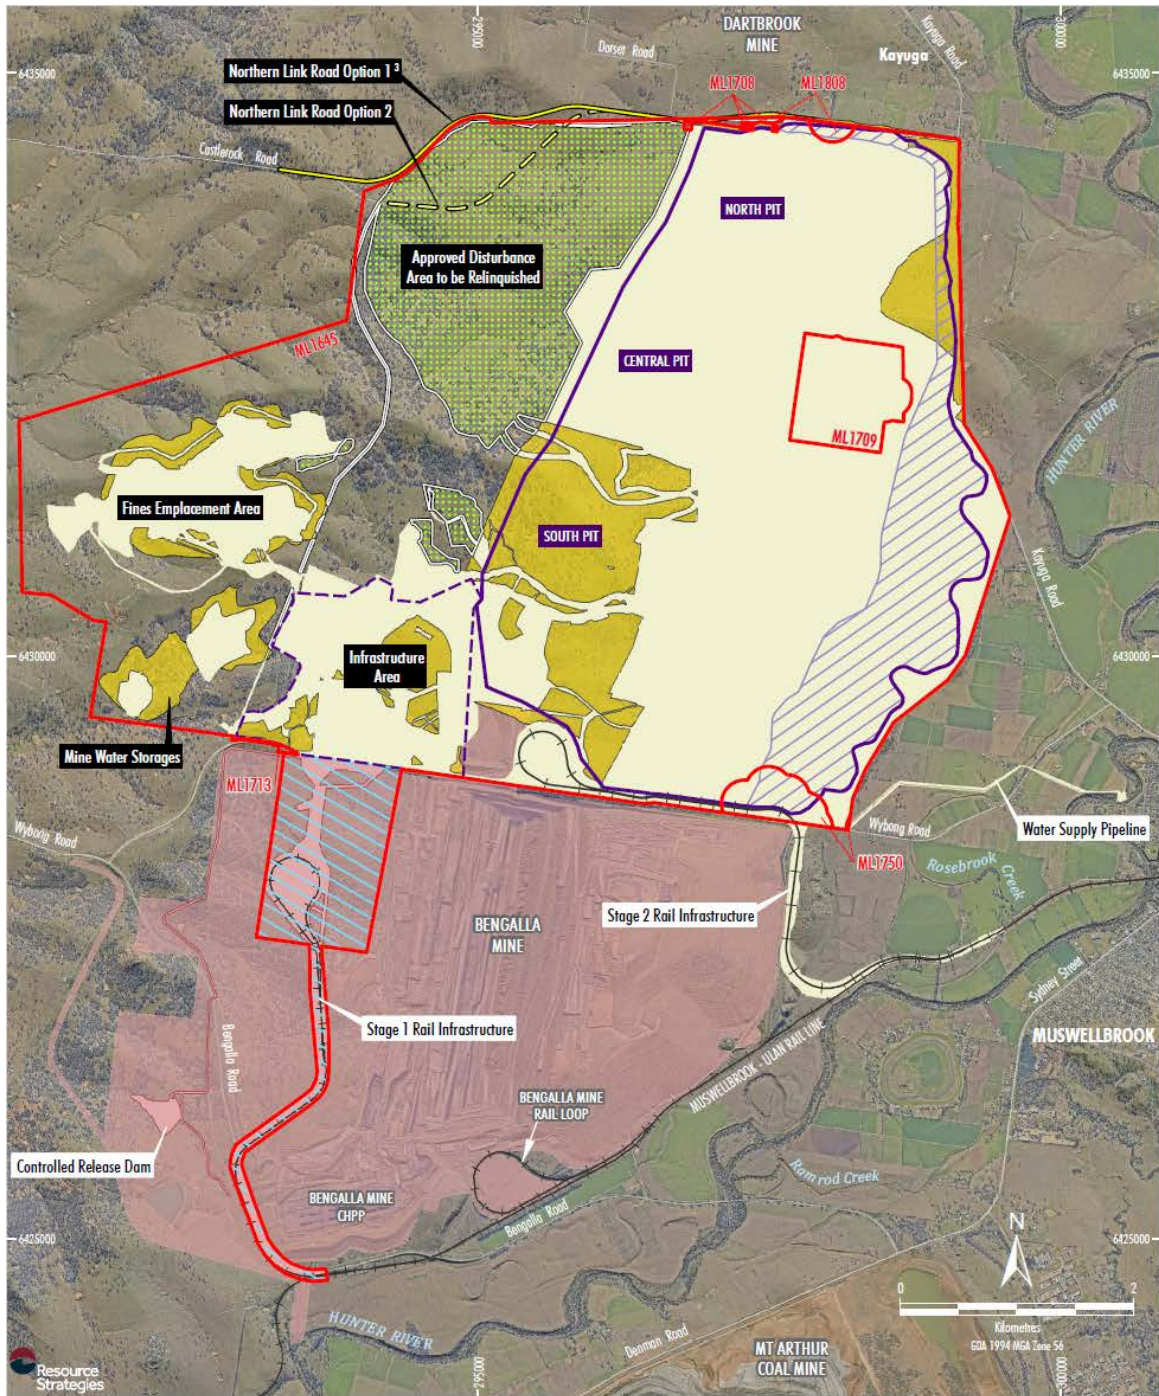 295000
300000
DARTBROOK
MINE
Kayuga Road
Dorset Road
Kayuga
6435000
6435000
Northern Link Road Option 1 3
ML1708
ML1808
Northern Link Road Option 2
Castlerock Road
NORTH PIT
Approved Disturbance
Area to be Relinquished
ML1645
CENTRAL PIT
ML1709
HUNTER RIVER
Fines Emplacement Area
SOUTH PIT
Kayuga Road
6430000
6430000
Infrastructure
Area
Mine Water Storages
ML1713
Wybong Road
Wybong Road
Water Supply Pipeline
ML1750
Rosebrook
Creek
Stage 2 Rail Infrastructure
BENGALLA
MINE
Sydney Street
Stage 1 Rail Infrastructure
MUSWELLBROOK
MUSWELLBROOK - ULAN RAIL LINE
Bengalla Road
BENGALLA MINE
RAIL LOOP
Controlled Release Dam
Ramrod Creek
BENGALLA MINE
CHPP
Bengalla Road
N
6425000
6425000
0
2
Kilometres
GDA 1994 MGA Zone 56
HUNTER RIVER
Denman Road
MT ARTHUR
COAL MINE
Resource
Strategies
295000
300000